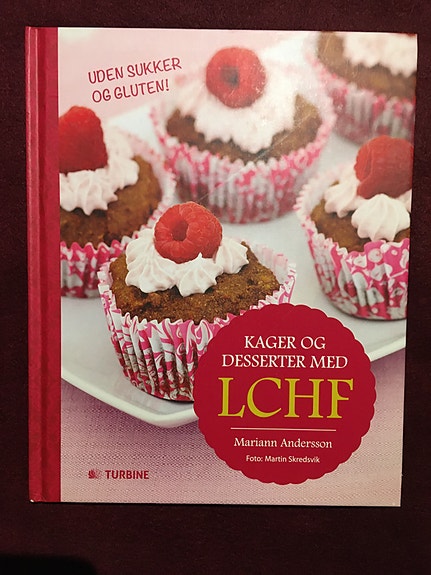 UDEN SUKKER
OG GLUTEN!
KAGER OG
DESSERTER MED
LCHF
Mariann Andersson
Foto: Martin Skredsvik
TURBINE